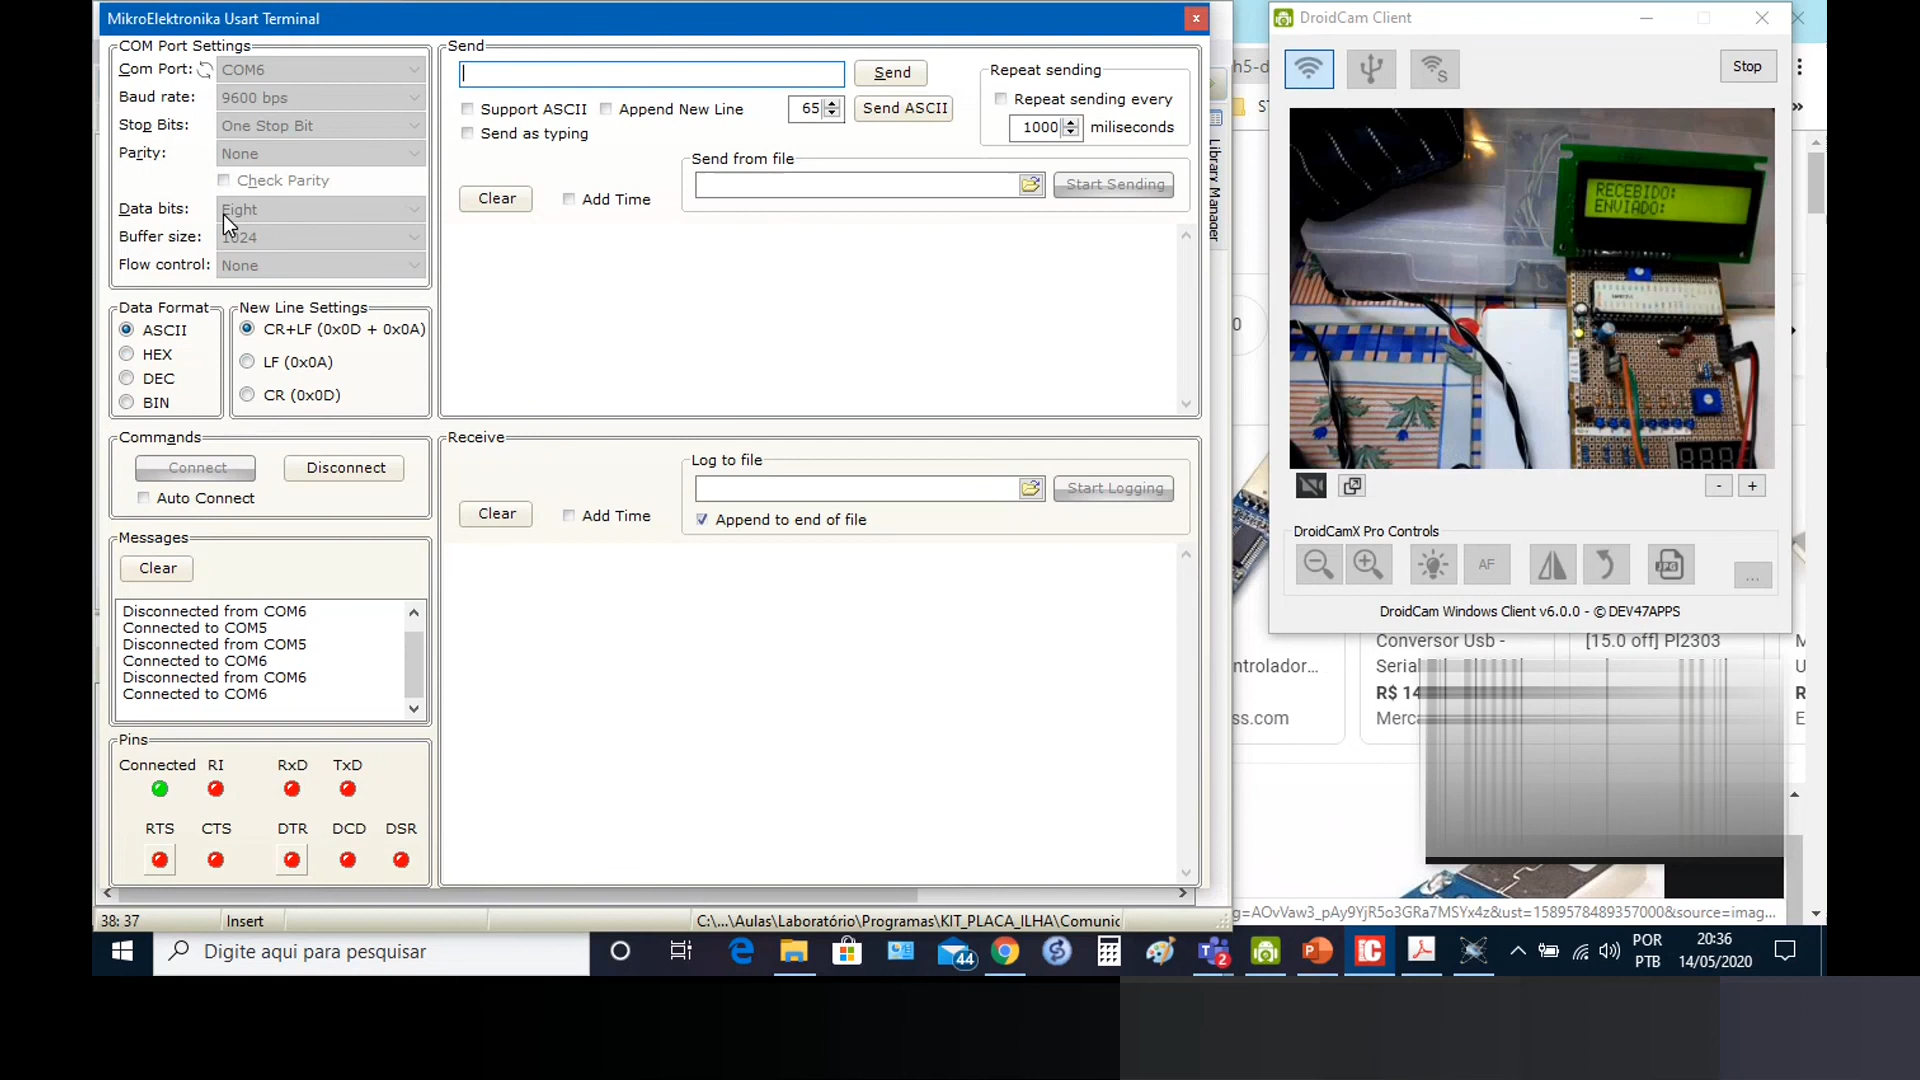 MikroElektronika Usart Terminal
COM Port Settings
Com Port: COM6
Baud rate: 9600 bps
Stop Bits: One Stop Bit
Parity: None
Check Parity
Data bits: Eight
Buffer size: 1024
Flow control: None
Data Format
ASCII
HEX
DEC
BIN
New Line Settings
CR+LF (0x0D + 0x0A)
LF (0x0A)
CR (0x0D)
Commands
Connect Disconnect
Auto Connect
Messages
Clear
Disconnected from COM6
Connected to COM5
Disconnected from COM5
Connected to COM6
Disconnected from COM6
Connected to COM6
Pins
Connected RI RxD TxD
RTS CTS DTR DCD DSR
Send
Send
Support ASCII Append New Line 65 Send ASCII
Send as typing
Repeat sending
Repeat sending every
1000 miliseconds
Send from file
Start Sending
Clear Add Time
Receive
Log to file
Start Logging
Clear Add Time
Append to end of file
Library Manager
38: 37 Insert C:\...\Aulas\Laboratório\Programas\KIT_PLACA_ILHA\Comunic
DroidCam Client
Stop
RECEBIDO:
ENVIADO:
- +
DroidCamX Pro Controls
AF JPG ...
DroidCam Windows Client v6.0.0 - © DEV47APPS
h5-d
ST
0
Conversor Usb - [15.0 off] Pl2303 M
ntrolador... Serial U
R$ 14 R
ss.com Merc E
g=AOvVaw3_pAy9YjR5o3GRa7MSYx4z&ust=1589578489357000&source=imag...
Digite aqui para pesquisar
44
2
POR
PTB
20:36
14/05/2020